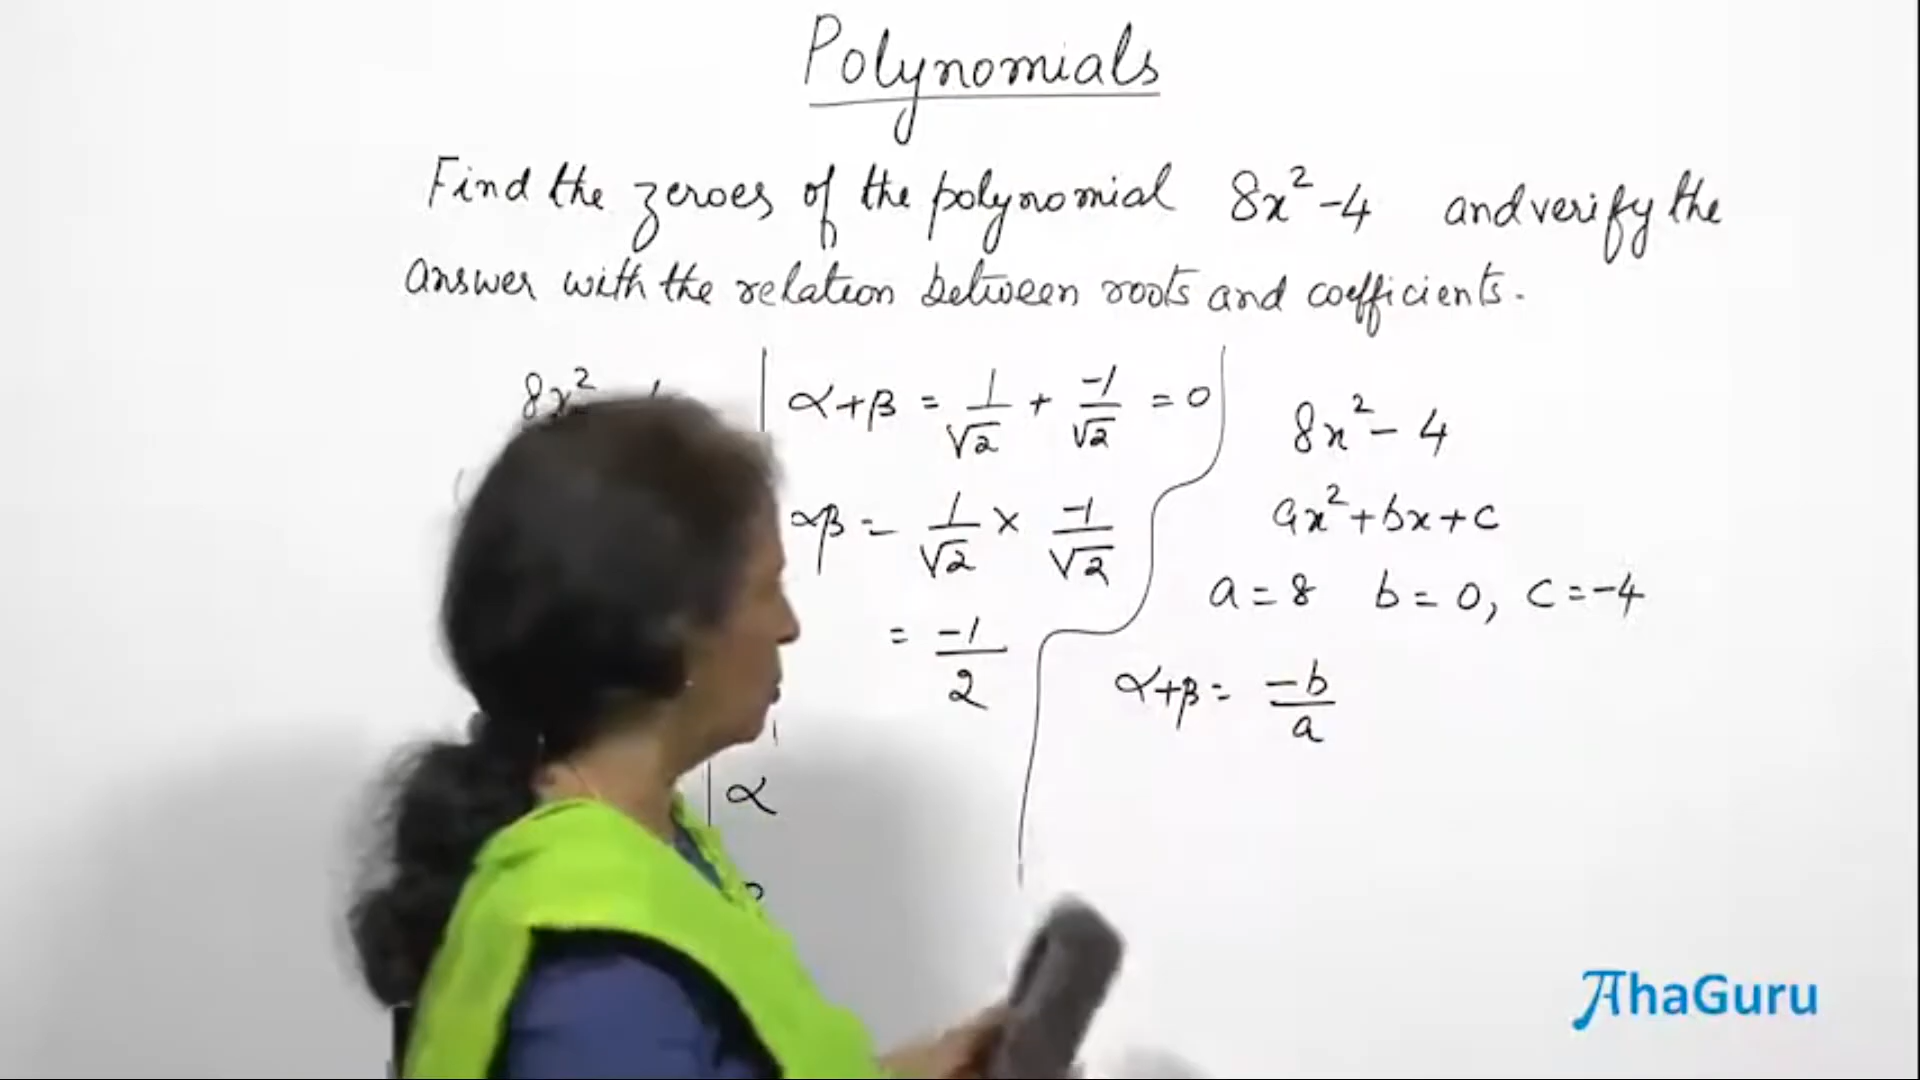 Polynomials
Find the zeroes of the polynomial 8x² -4 and verify the
answer with the relation between roots and coefficients.
8x²
α+β = 1/√2 + -1/√2 = 0
αβ = 1/√2 × -1/√2
= -1/2
α
8x² - 4
ax² + bx + c
a = 8 b = 0, c = -4
α+β = -b/a
AhaGuru